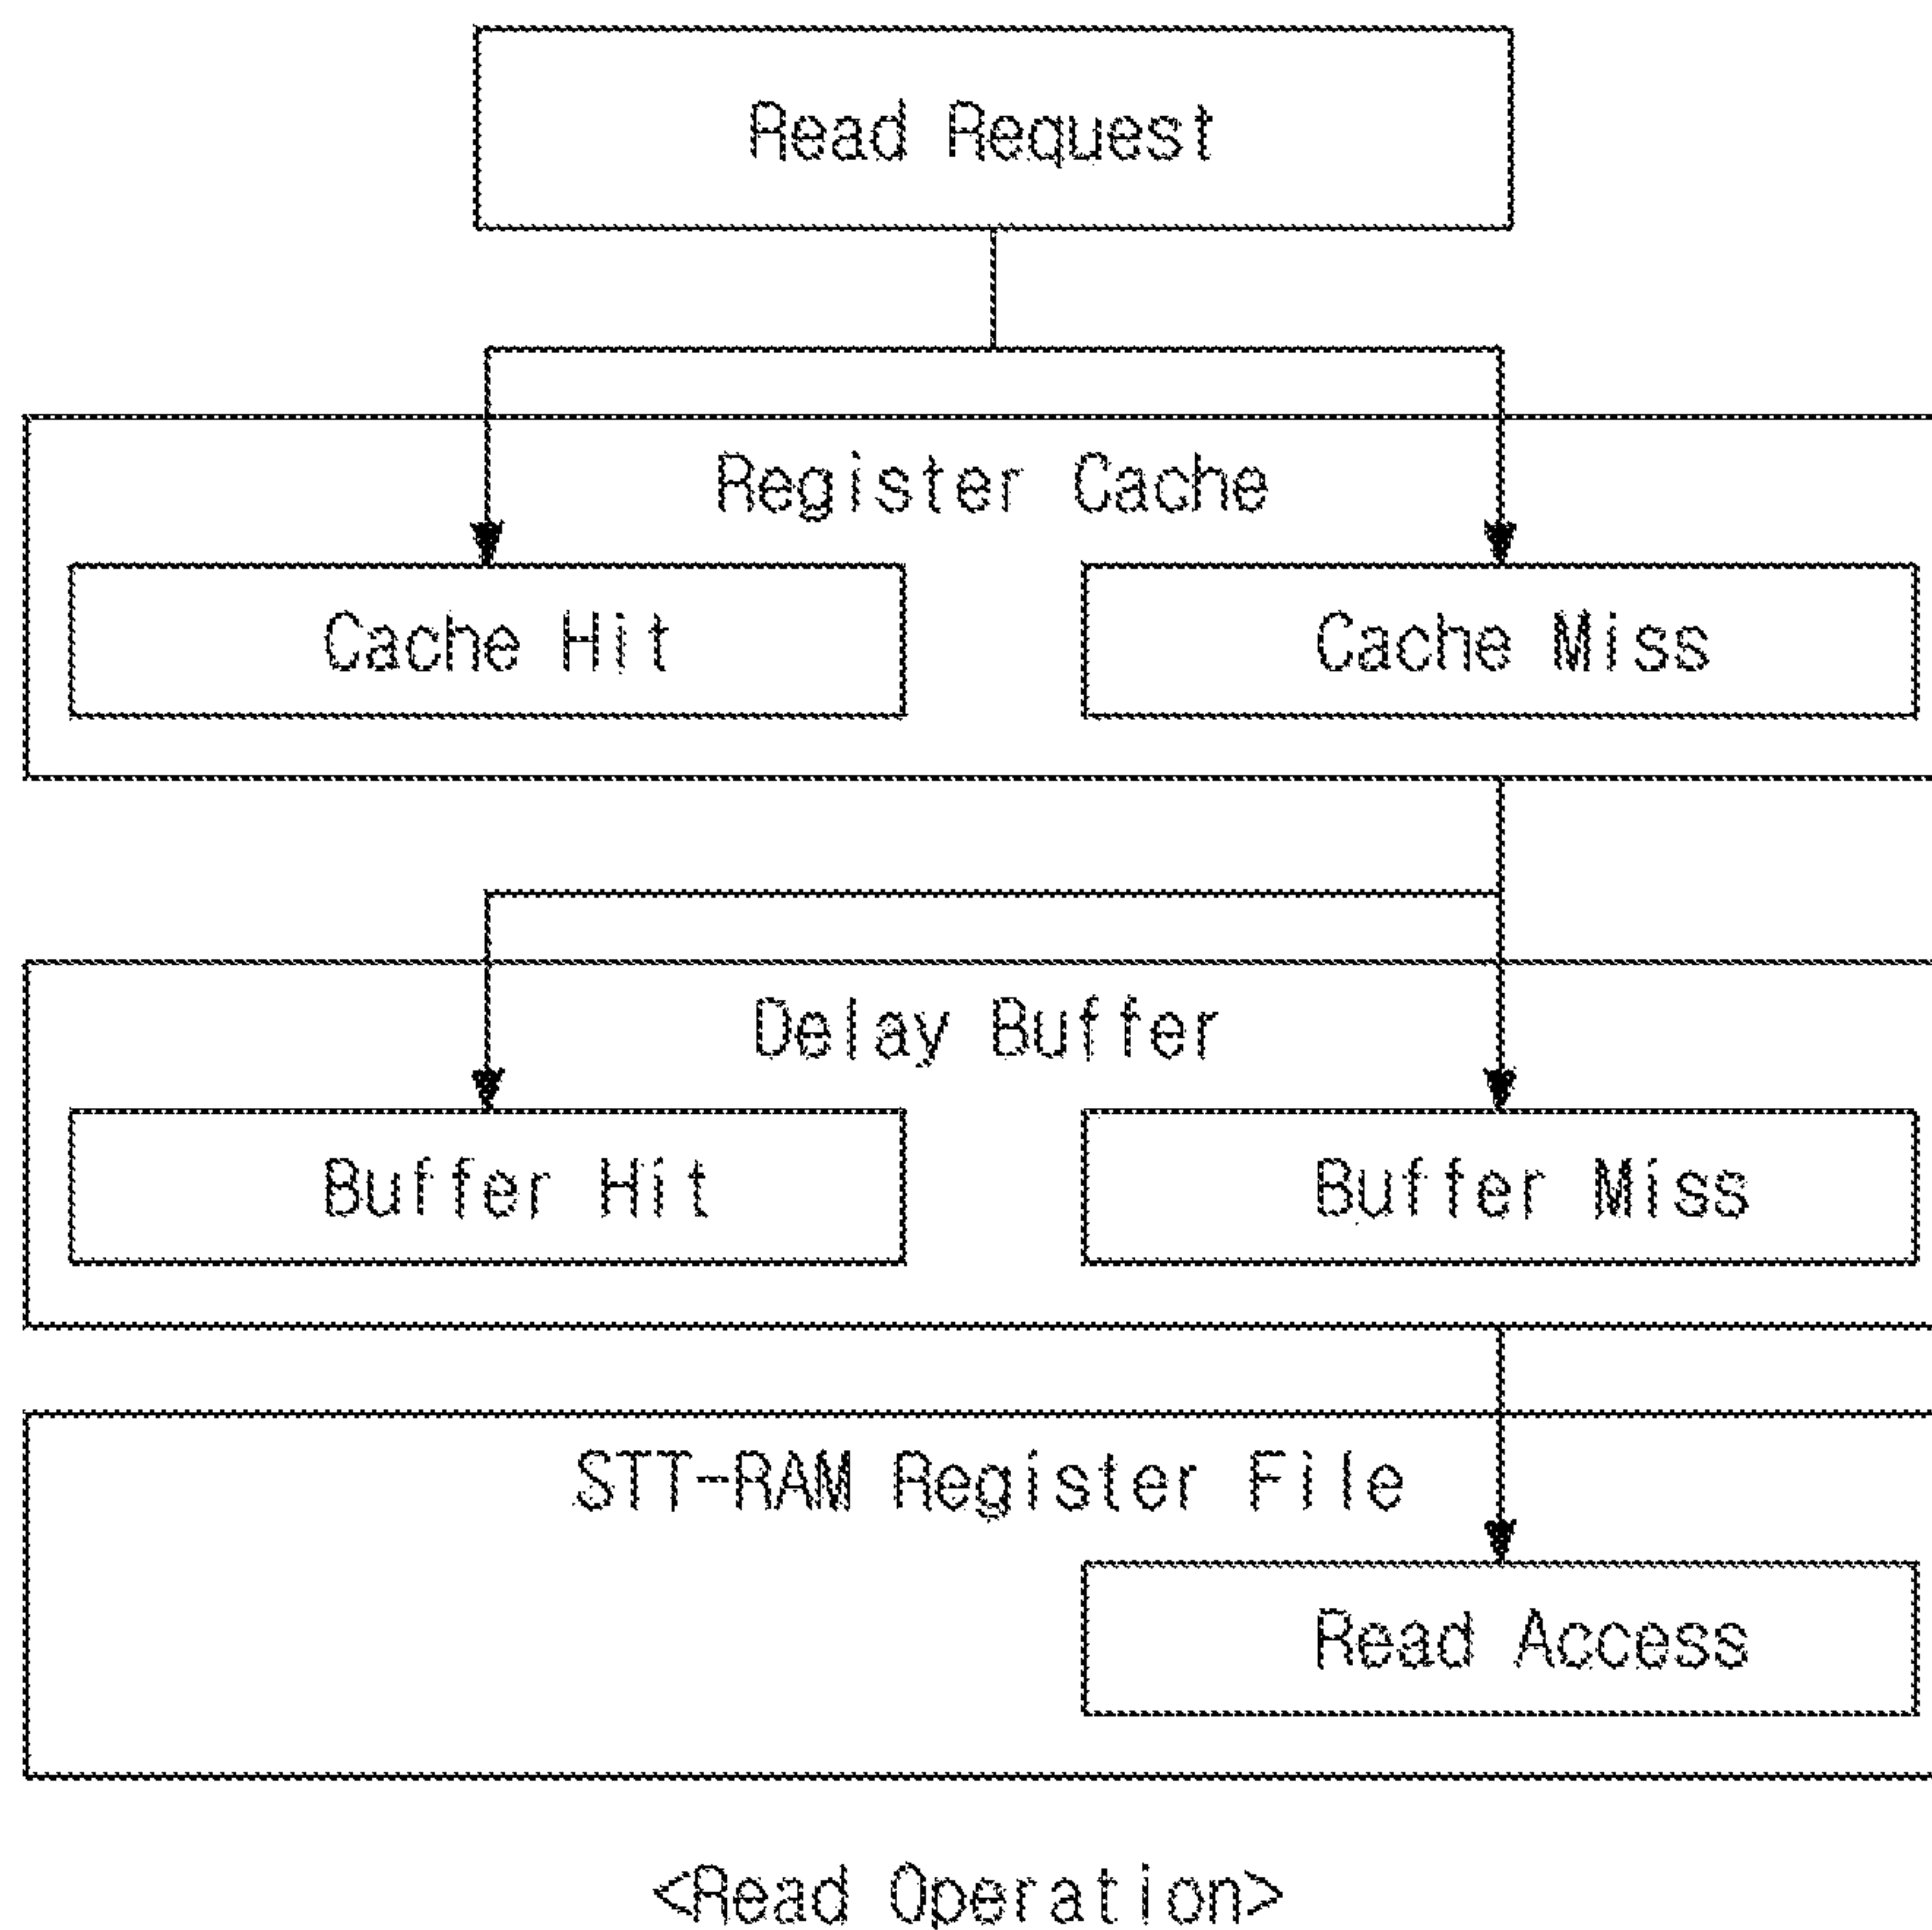 Read Request
Register Cache
Cache Hit
Cache Miss
Delay Buffer
Buffer Hit
Buffer Miss
STT-RAM Register File
Read Access
<Read Operation>